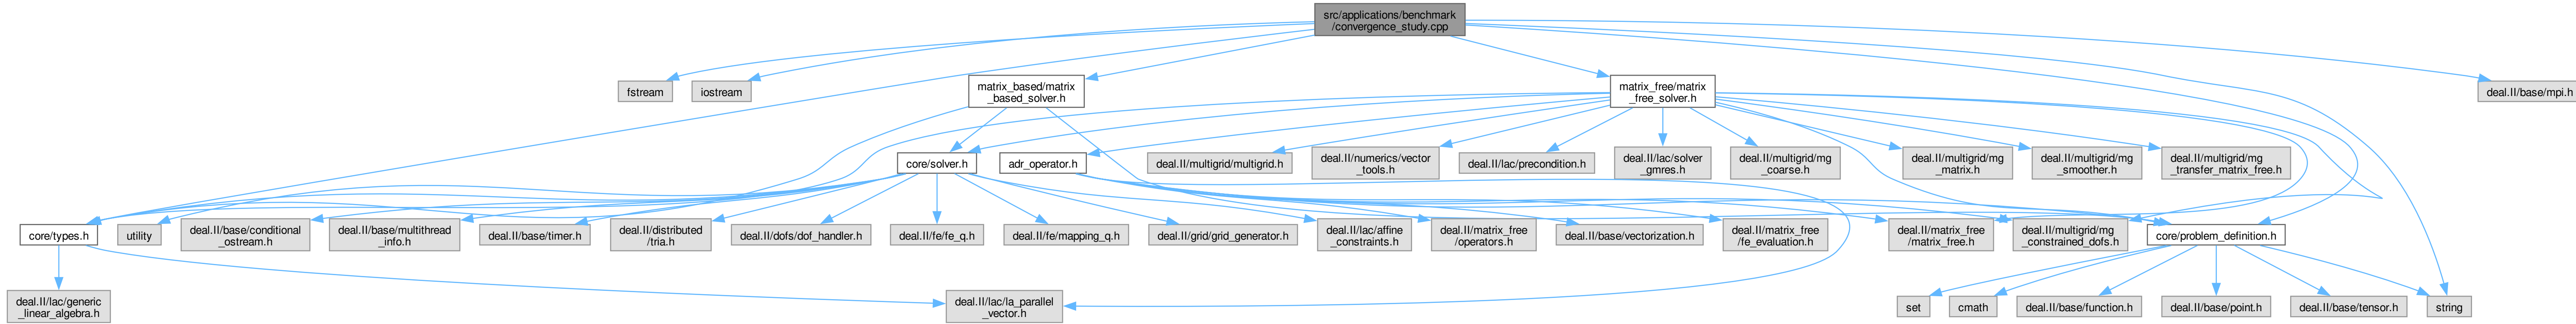 src/applications/benchmark
/convergence_study.cpp
fstream
iostream
matrix_based/matrix
_based_solver.h
matrix_free/matrix
_free_solver.h
deal.II/base/mpi.h
core/solver.h
adr_operator.h
deal.II/multigrid/multigrid.h
deal.II/numerics/vector
_tools.h
deal.II/lac/precondition.h
deal.II/lac/solver
_gmres.h
deal.II/multigrid/mg
_coarse.h
deal.II/multigrid/mg
_matrix.h
deal.II/multigrid/mg
_smoother.h
deal.II/multigrid/mg
_transfer_matrix_free.h
core/types.h
utility
deal.II/base/conditional
_ostream.h
deal.II/base/multithread
_info.h
deal.II/base/timer.h
deal.II/distributed
/tria.h
deal.II/dofs/dof_handler.h
deal.II/fe/fe_q.h
deal.II/fe/mapping_q.h
deal.II/grid/grid_generator.h
deal.II/lac/affine
_constraints.h
deal.II/matrix_free
/operators.h
deal.II/base/vectorization.h
deal.II/matrix_free
/fe_evaluation.h
deal.II/matrix_free
/matrix_free.h
deal.II/multigrid/mg
_constrained_dofs.h
core/problem_definition.h
deal.II/lac/generic
_linear_algebra.h
deal.II/lac/la_parallel
_vector.h
set
cmath
deal.II/base/function.h
deal.II/base/point.h
deal.II/base/tensor.h
string